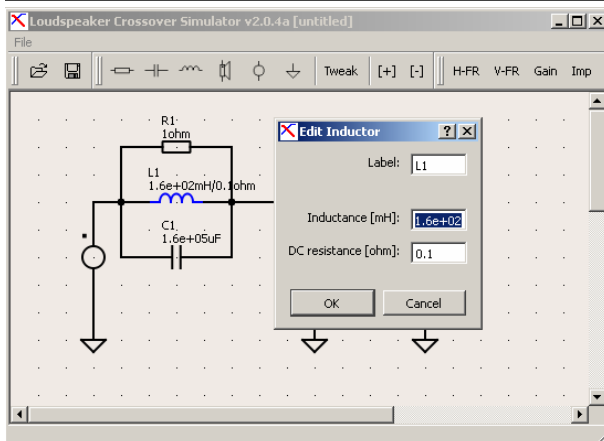 Loudspeaker Crossover Simulator v2.0.4a [untitled]
File
Tweak [+] [-] H-FR V-FR Gain Imp
R1
1ohm
L1
1.6e+02mH/0.1ohm
C1
1.6e+05uF
Edit Inductor
Label: L1
Inductance [mH]: 1.6e+02
DC resistance [ohm]: 0.1
OK Cancel